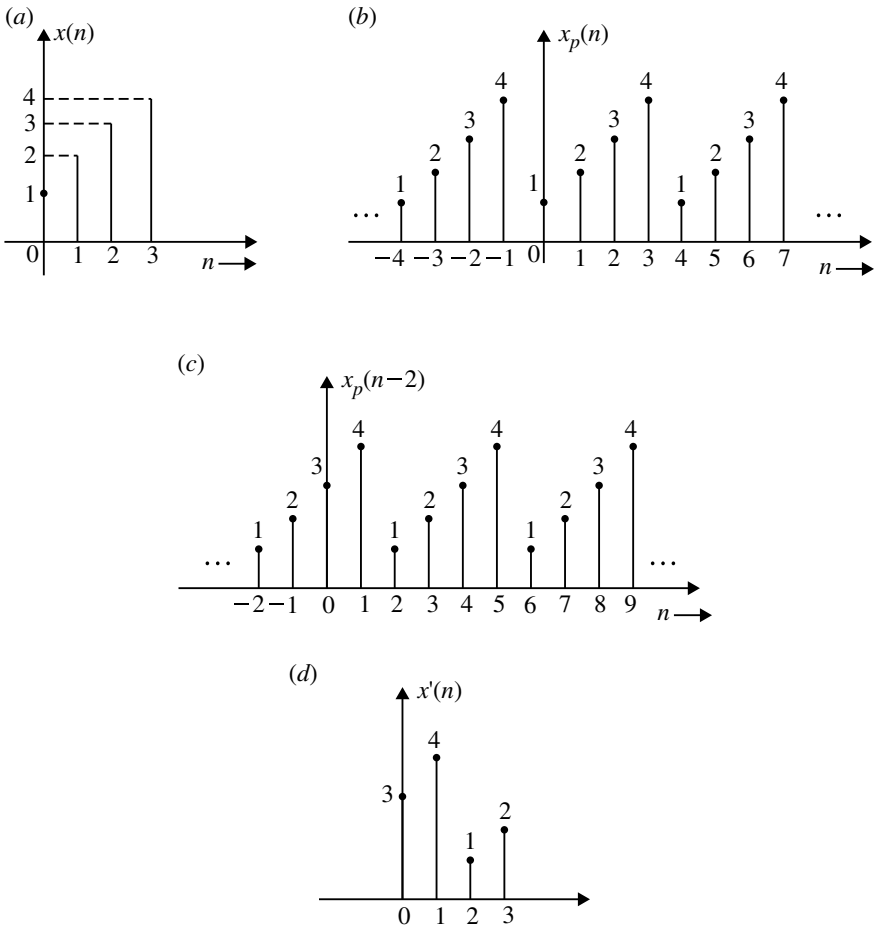 (a)
x(n)
4
3
2
1
0 1 2 3
n
(b)
x_p(n)
1 2 3 4 1 2 3 4 1 2 3 4
... ...
−4 −3 −2 −1 0 1 2 3 4 5 6 7
n
(c)
x_p(n−2)
1 2 3 4 1 2 3 4 1 2 3 4
... ...
−2 −1 0 1 2 3 4 5 6 7 8 9
n
(d)
x'(n)
3 4 1 2
0 1 2 3